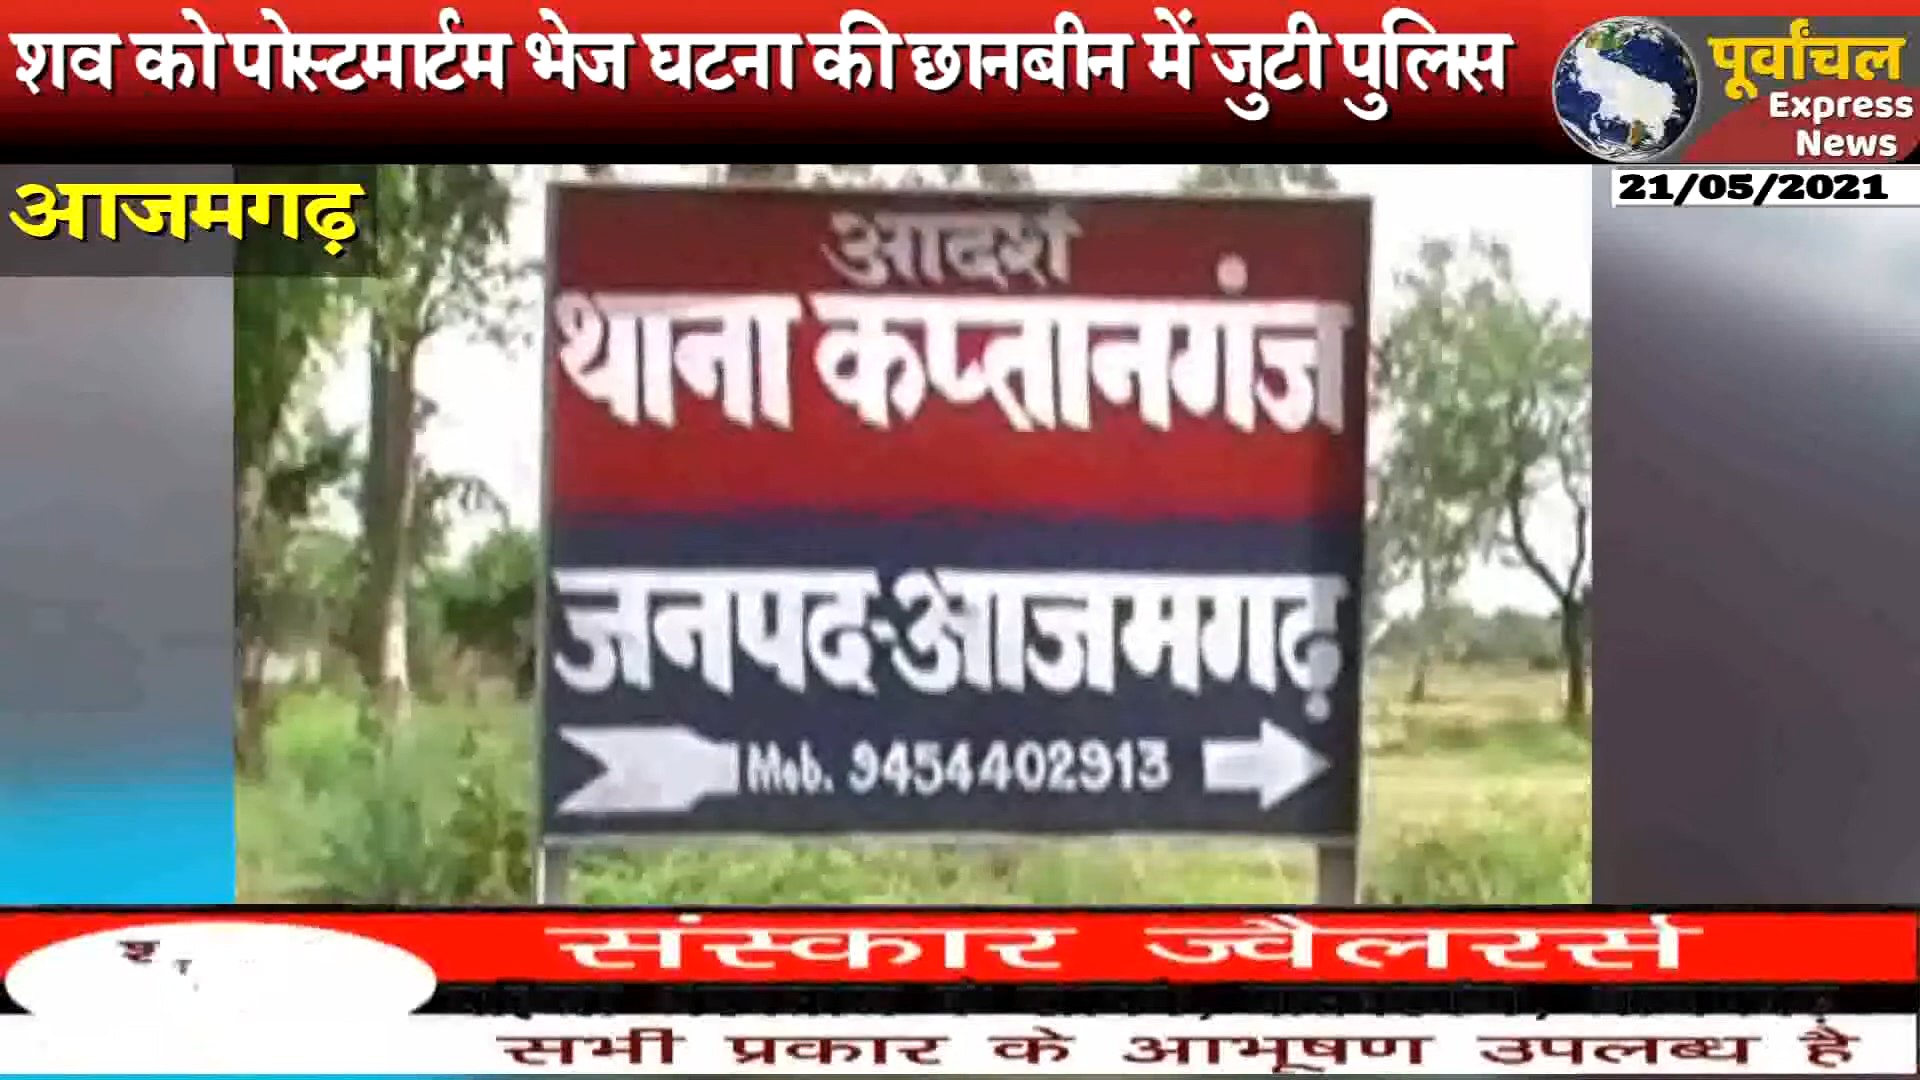 शव को पोस्टमार्टम भेज घटना की छानबीन में जुटी पुलिस
पूर्वांचल
Express
News
21/05/2021
आजमगढ़
आदर्श
थाना कप्तानगंज
जनपद-आजमगढ़
Mob. 9454402913
संस्कार ज्वैलरर्स
सभी प्रकार के आभूषण उपलब्ध है